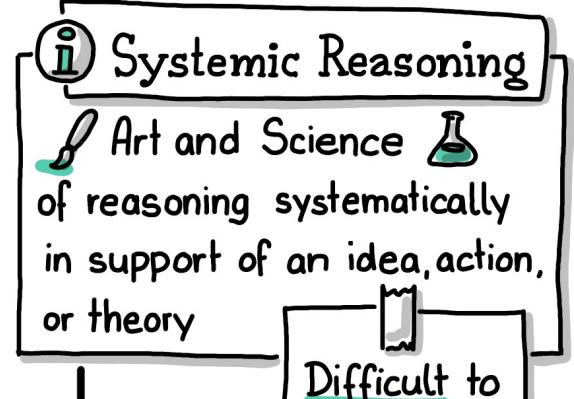 Systemic Reasoning
Art and Science
of reasoning systematically
in support of an idea, action,
or theory
Difficult to